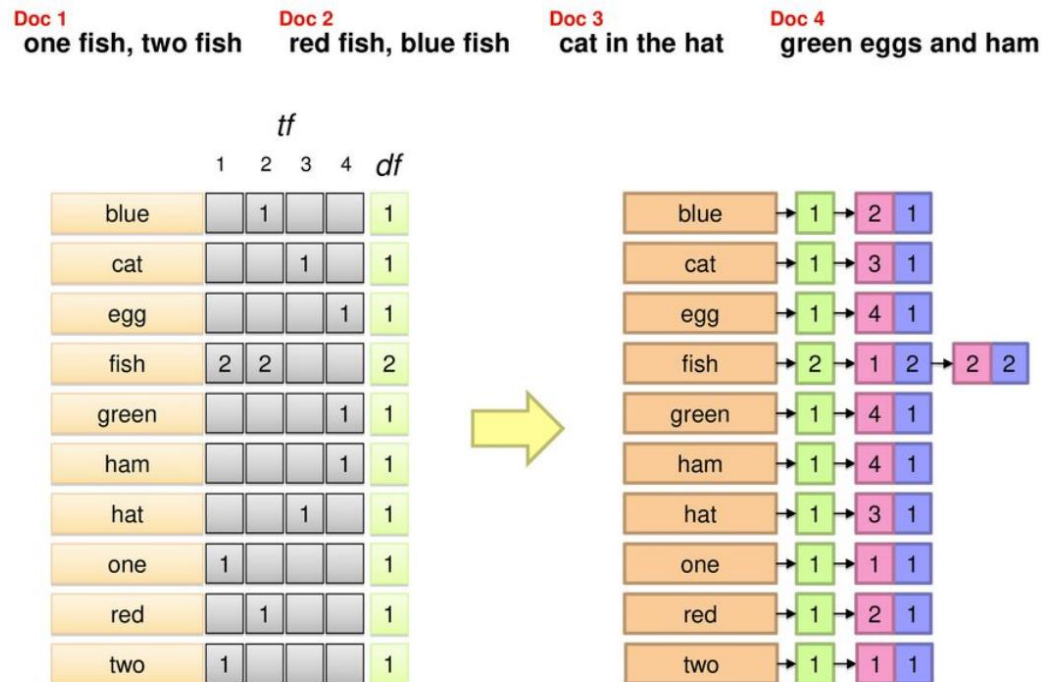 Doc 1 Doc 2 Doc 3 Doc 4
one fish, two fish red fish, blue fish cat in the hat green eggs and ham
tf
1 2 3 4 df
blue 1 1 blue 1 2 1
cat 1 1 cat 1 3 1
egg 1 1 egg 1 4 1
fish 2 2 2 fish 2 1 2 2 2
green 1 1 green 1 4 1
ham 1 1 ham 1 4 1
hat 1 1 hat 1 3 1
one 1 1 one 1 1 1
red 1 1 red 1 2 1
two 1 1 two 1 1 1